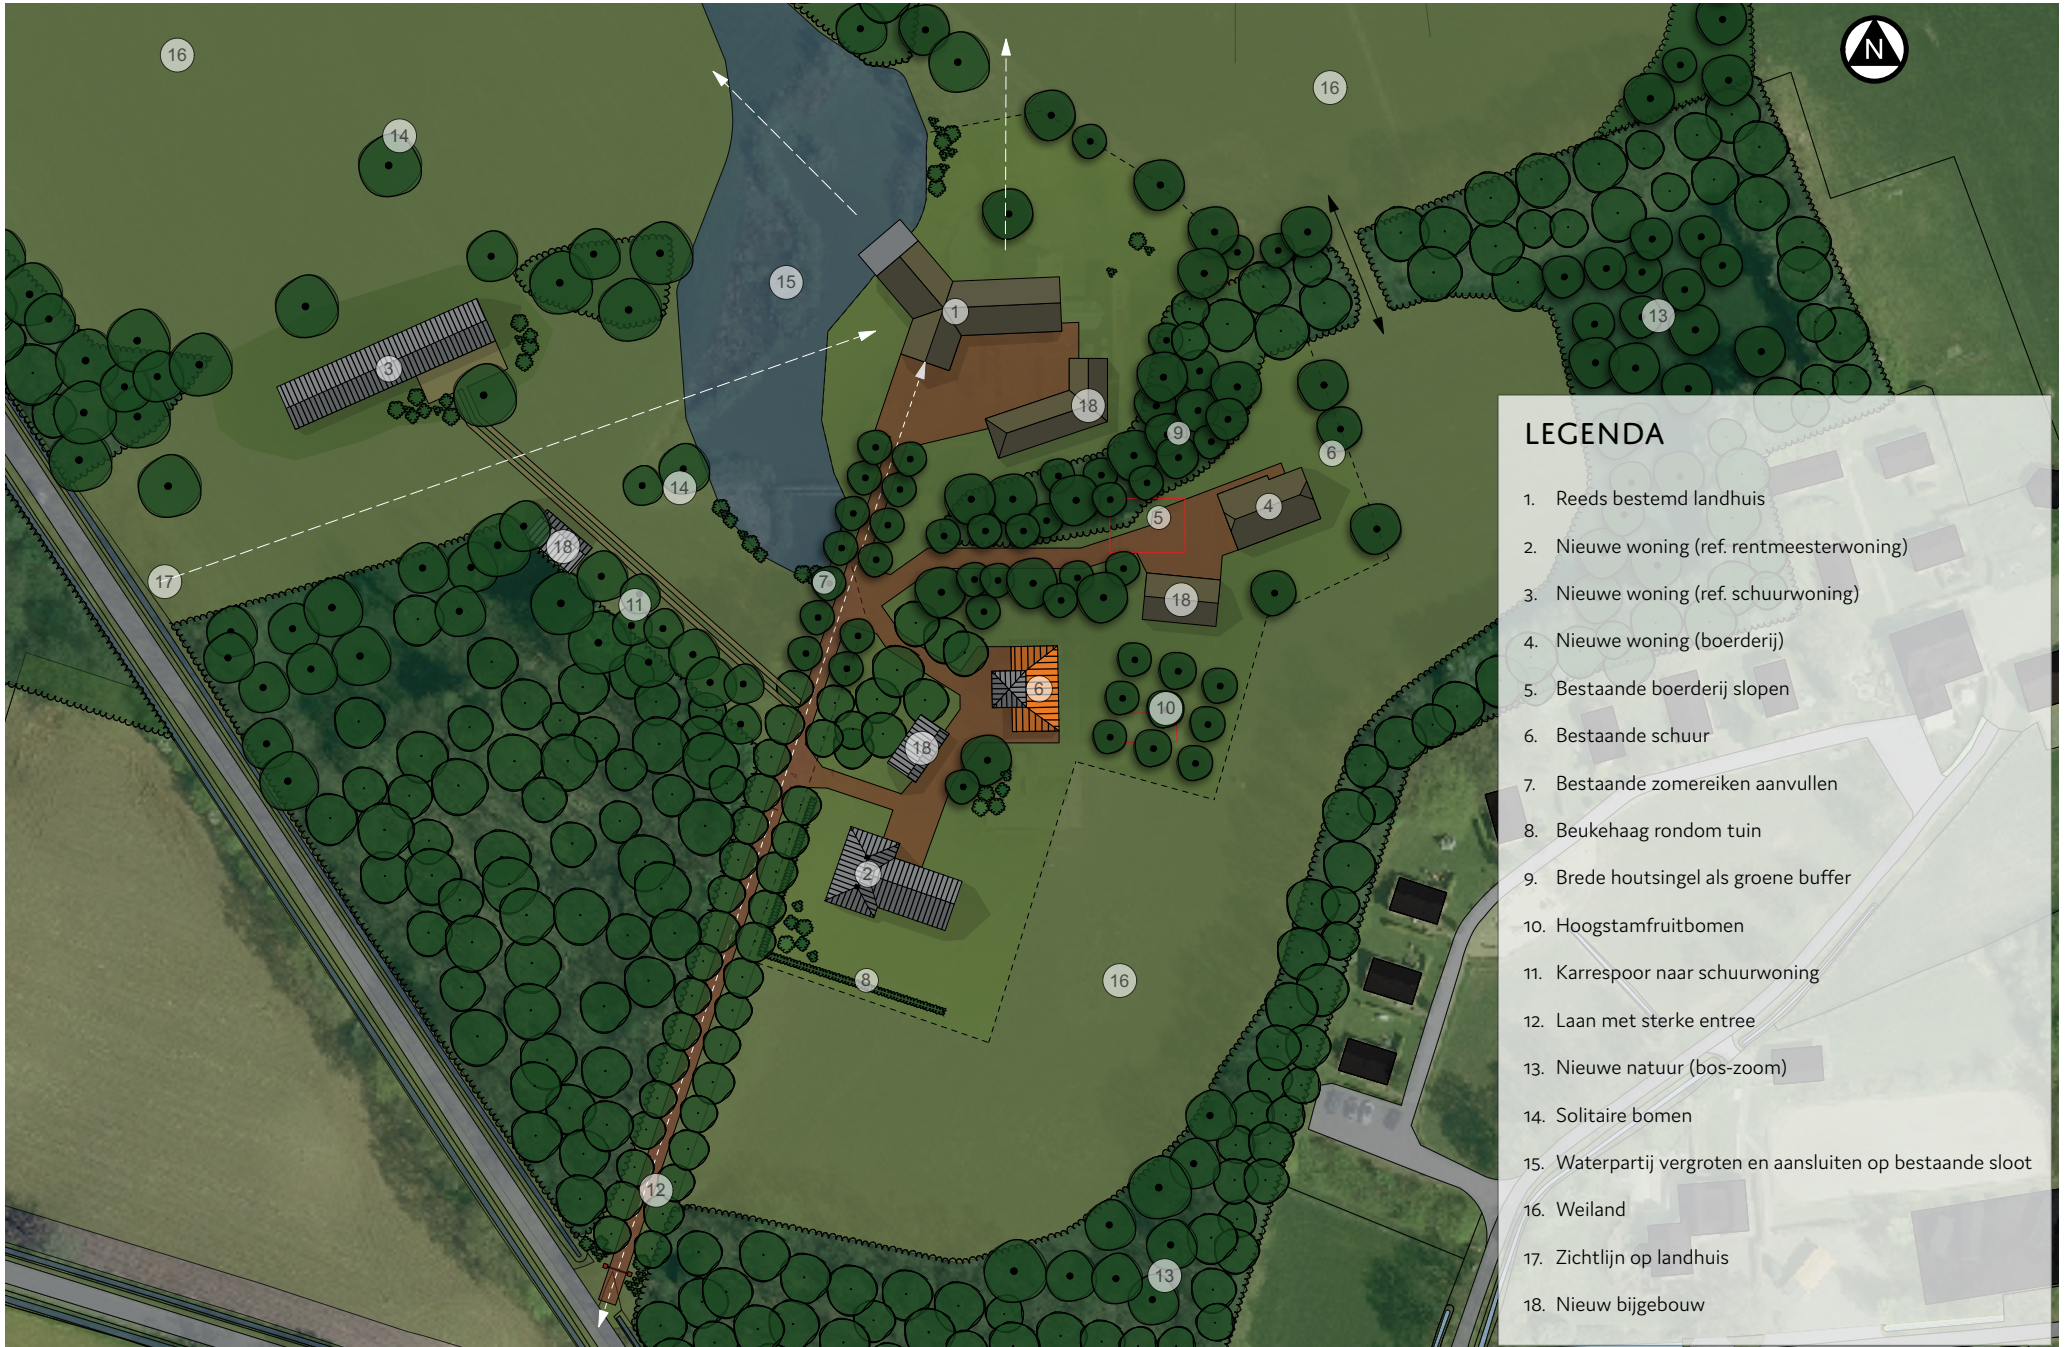 16
16
N
14
15
1
3
13
18
9
6
14
5
4
18
17
7
11
18
6
10
18
2
8
16
12
13
LEGENDA
1. Reeds bestemd landhuis
2. Nieuwe woning (ref. rentmeesterwoning)
3. Nieuwe woning (ref. schuurwoning)
4. Nieuwe woning (boerderij)
5. Bestaande boerderij slopen
6. Bestaande schuur
7. Bestaande zomereiken aanvullen
8. Beukehaag rondom tuin
9. Brede houtsingel als groene buffer
10. Hoogstamfruitbomen
11. Karrespoor naar schuurwoning
12. Laan met sterke entree
13. Nieuwe natuur (bos-zoom)
14. Solitaire bomen
15. Waterpartij vergroten en aansluiten op bestaande sloot
16. Weiland
17. Zichtlijn op landhuis
18. Nieuw bijgebouw